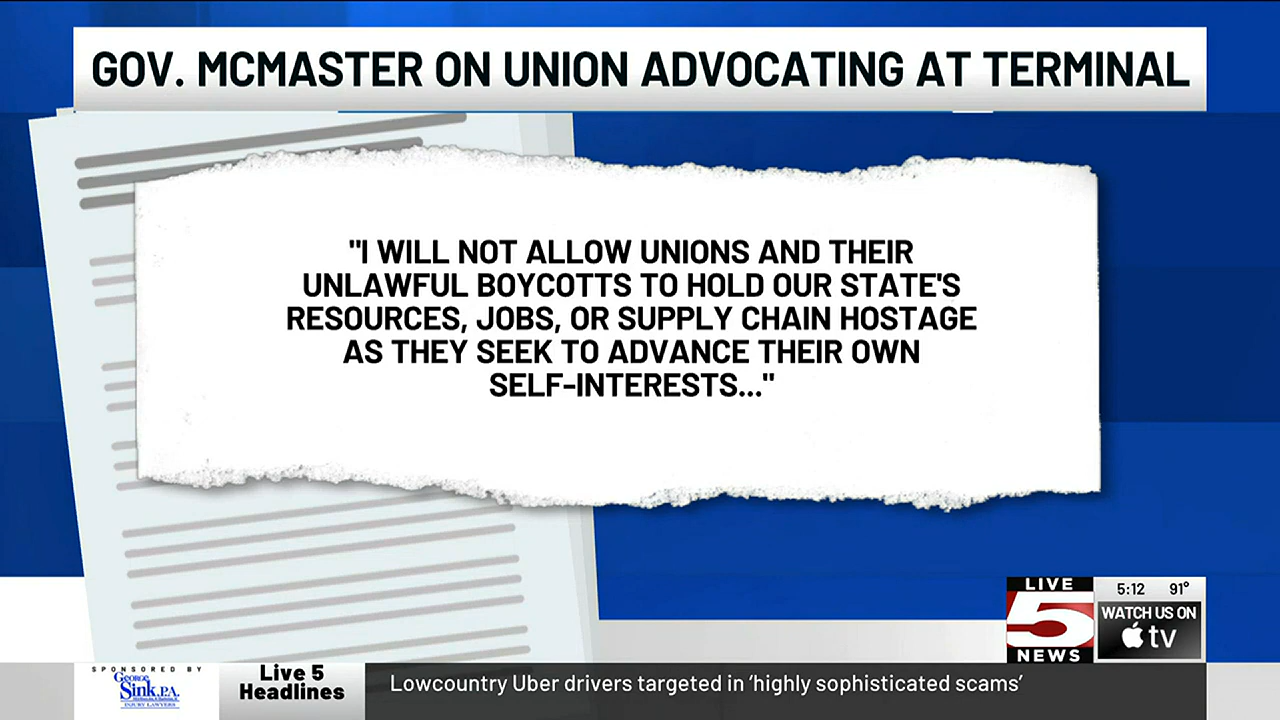 GOV. MCMASTER ON UNION ADVOCATING AT TERMINAL
"I WILL NOT ALLOW UNIONS AND THEIR
UNLAWFUL BOYCOTTS TO HOLD OUR STATE'S
RESOURCES, JOBS, OR SUPPLY CHAIN HOSTAGE
AS THEY SEEK TO ADVANCE THEIR OWN
SELF-INTERESTS..."
LIVE
5
NEWS
5:12 91°
WATCH US ON
tv
SPONSORED BY
George
Sink, P.A.
INJURY LAWYERS
Live 5
Headlines
Lowcountry Uber drivers targeted in 'highly sophisticated scams'